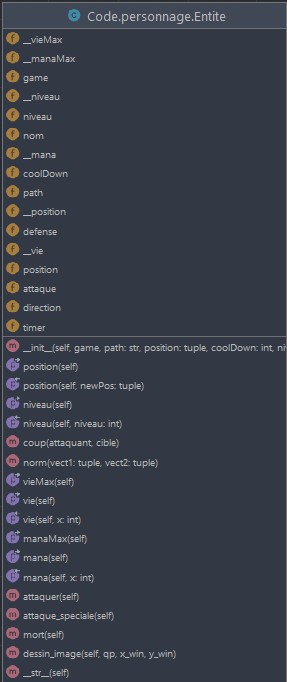 C Code.personnage.Entite
f __vieMax
f __manaMax
f game
f __niveau
f niveau
f nom
f __mana
f coolDown
f path
f __position
f defense
f __vie
f position
f attaque
f direction
f timer
m __init__(self, game, path: str, position: tuple, coolDown: int, ni
p position(self)
p position(self, newPos: tuple)
p niveau(self)
p niveau(self, niveau: int)
m coup(attaquant, cible)
m norm(vect1: tuple, vect2: tuple)
p vieMax(self)
p vie(self)
p vie(self, x: int)
p manaMax(self)
p mana(self)
p mana(self, x: int)
m attaquer(self)
m attaque_speciale(self)
m mort(self)
m dessin_image(self, qp, x_win, y_win)
m __str__(self)